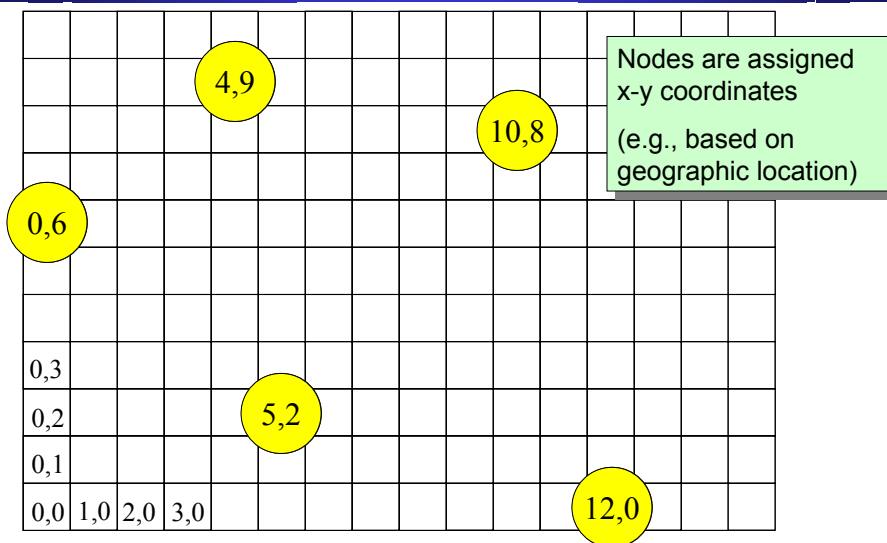 4,9
Nodes are assigned
x-y coordinates
(e.g., based on
geographic location)
10,8
0,6
0,3
0,2
5,2
0,1
0,0 1,0 2,0 3,0
12,0